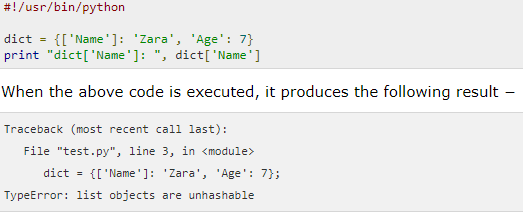 #!/usr/bin/python
dict = {['Name']: 'Zara', 'Age': 7}
print "dict['Name']: ", dict['Name']
When the above code is executed, it produces the following result −
Traceback (most recent call last):
File "test.py", line 3, in <module>
dict = {['Name']: 'Zara', 'Age': 7};
TypeError: list objects are unhashable